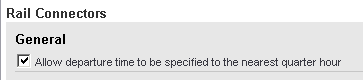 Rail Connectors
General
Allow departure time to be specified to the nearest quarter hour